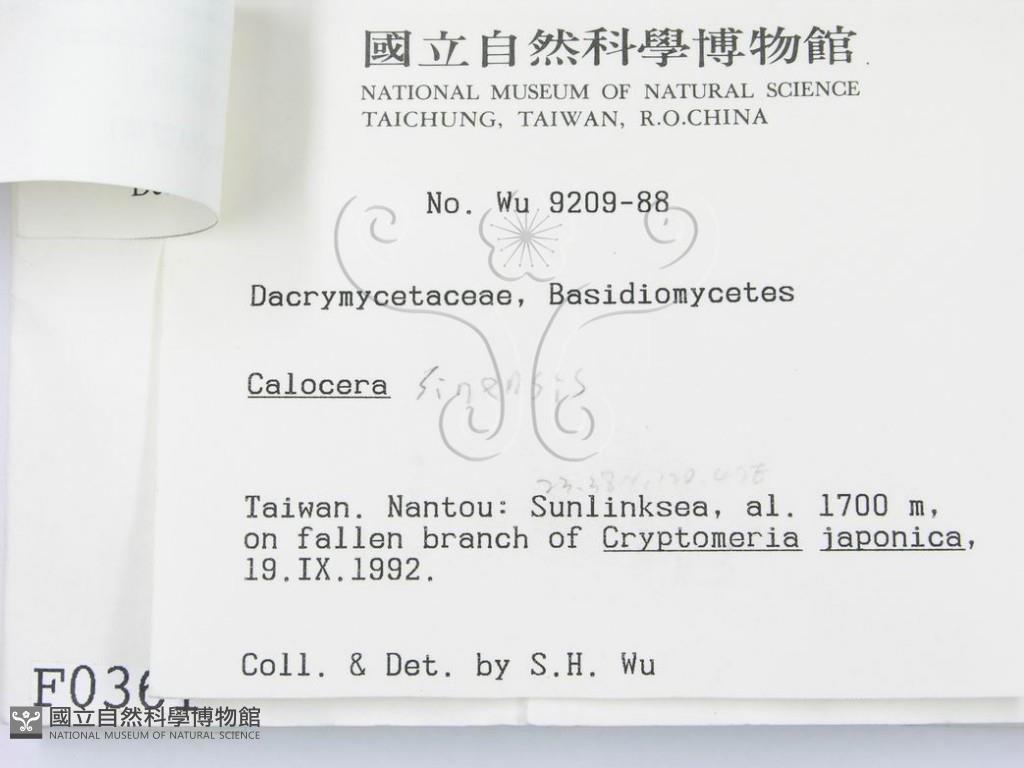 國立自然科學博物館
NATIONAL MUSEUM OF NATURAL SCIENCE
TAICHUNG, TAIWAN, R.O.CHINA
No. Wu 9209-88
Dacrymycetaceae, Basidiomycetes
Calocera sinensis
Taiwan. Nantou: Sunlinksea, al. 1700 m,
on fallen branch of Cryptomeria japonica,
19.IX.1992.
Coll. & Det. by S.H. Wu
國立自然科學博物館
NATIONAL MUSEUM OF NATURAL SCIENCE